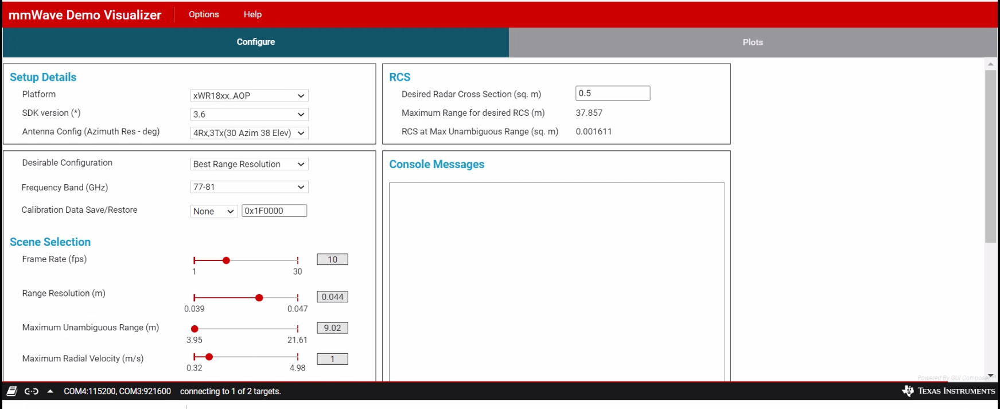 mmWave Demo Visualizer Options Help
Configure Plots
Setup Details
Platform xWR18xx_AOP
SDK version (*) 3.6
Antenna Config (Azimuth Res - deg) 4Rx,3Tx(30 Azim 38 Elev)
RCS
Desired Radar Cross Section (sq. m) 0.5
Maximum Range for desired RCS (m) 37.857
RCS at Max Unambiguous Range (sq. m) 0.001611
Desirable Configuration Best Range Resolution
Frequency Band (GHz) 77-81
Calibration Data Save/Restore None 0x1F0000
Scene Selection
Frame Rate (fps) 10
1 30
Range Resolution (m) 0.044
0.039 0.047
Maximum Unambiguous Range (m) 9.02
3.95 21.61
Maximum Radial Velocity (m/s) 1
0.32 4.98
Console Messages
Powered By GUI Composer
COM4:115200, COM3:921600 connecting to 1 of 2 targets.
TEXAS INSTRUMENTS